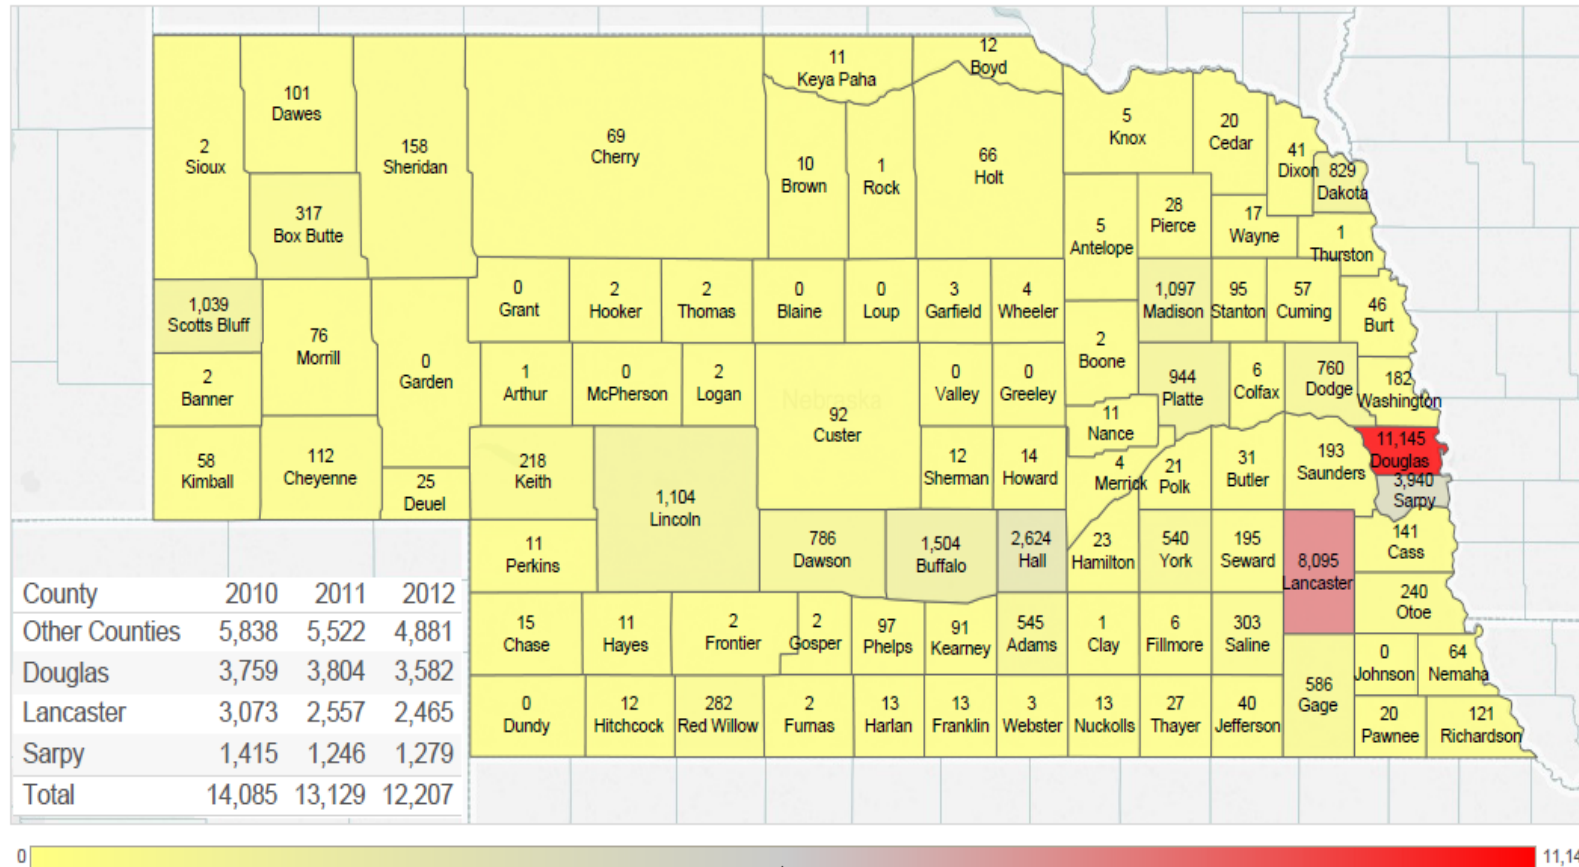 11
Keya Paha
12
Boyd
101
Dawes
2
Sioux
158
Sheridan
69
Cherry
10
Brown
1
Rock
66
Holt
5
Knox
20
Cedar
41
Dixon
829
Dakota
317
Box Butte
5
Antelope
28
Pierce
17
Wayne
1
Thurston
1,039
Scotts Bluff
76
Morrill
0
Garden
0
Grant
2
Hooker
2
Thomas
0
Blaine
0
Loup
3
Garfield
4
Wheeler
1,097
Madison
95
Stanton
57
Cuming
46
Burt
2
Banner
1
Arthur
0
McPherson
2
Logan
Nebraska
92
Custer
0
Valley
0
Greeley
2
Boone
944
Platte
6
Colfax
760
Dodge
182
Washington
11
Nance
58
Kimball
112
Cheyenne
25
Deuel
218
Keith
1,104
Lincoln
12
Sherman
14
Howard
4
Merrick
21
Polk
31
Butler
193
Saunders
11,145
Douglas
3,940
Sarpy
11
Perkins
786
Dawson
1,504
Buffalo
2,624
Hall
23
Hamilton
540
York
195
Seward
8,095
Lancaster
141
Cass
240
Otoe
15
Chase
11
Hayes
2
Frontier
2
Gosper
97
Phelps
91
Kearney
545
Adams
1
Clay
6
Fillmore
303
Saline
0
Johnson
64
Nemaha
0
Dundy
12
Hitchcock
282
Red Willow
2
Furnas
13
Harlan
13
Franklin
3
Webster
13
Nuckolls
27
Thayer
40
Jefferson
586
Gage
20
Pawnee
121
Richardson
County 2010 2011 2012
Other Counties 5,838 5,522 4,881
Douglas 3,759 3,804 3,582
Lancaster 3,073 2,557 2,465
Sarpy 1,415 1,246 1,279
Total 14,085 13,129 12,207
0 11,14